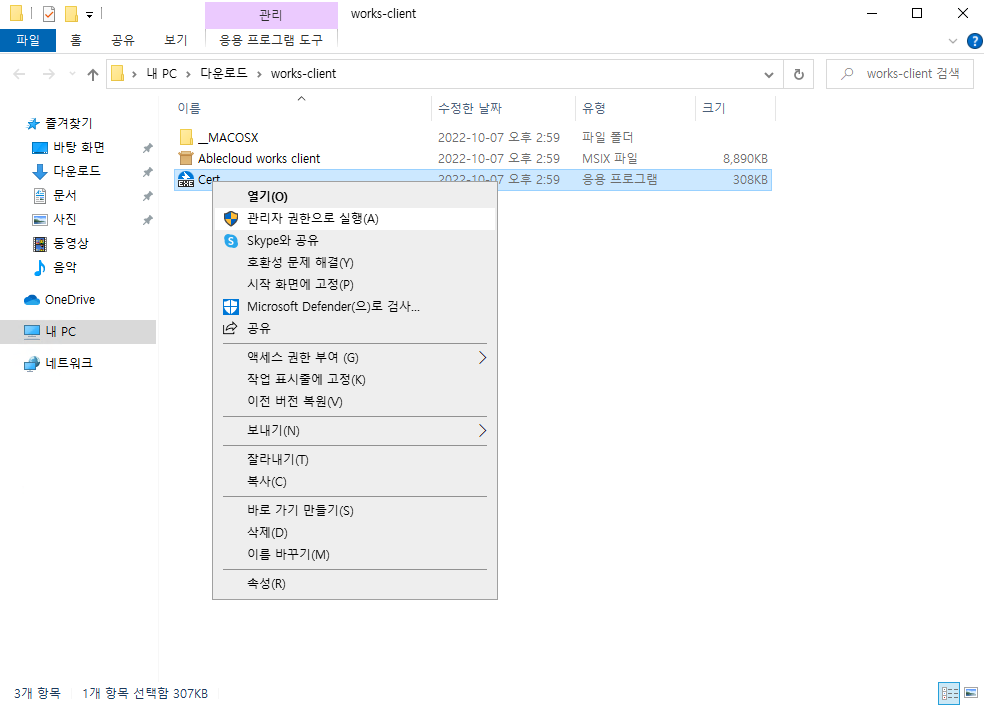 관리
works-client
파일
홈
공유
보기
응용 프로그램 도구
내 PC
다운로드
works-client
works-client 검색
이름
수정한 날짜
유형
크기
__MACOSX
2022-10-07 오후 2:59
파일 폴더
Ablecloud works client
2022-10-07 오후 2:59
MSIX 파일
8,890KB
Cert
2022-10-07 오후 2:59
응용 프로그램
308KB
즐겨찾기
바탕 화면
다운로드
문서
사진
동영상
음악
OneDrive
내 PC
네트워크
열기(O)
관리자 권한으로 실행(A)
Skype와 공유
호환성 문제 해결(Y)
시작 화면에 고정(P)
Microsoft Defender(으)로 검사...
공유
액세스 권한 부여 (G)
작업 표시줄에 고정(K)
이전 버전 복원(V)
보내기(N)
잘라내기(T)
복사(C)
바로 가기 만들기(S)
삭제(D)
이름 바꾸기(M)
속성(R)
3개 항목
1개 항목 선택함 307KB